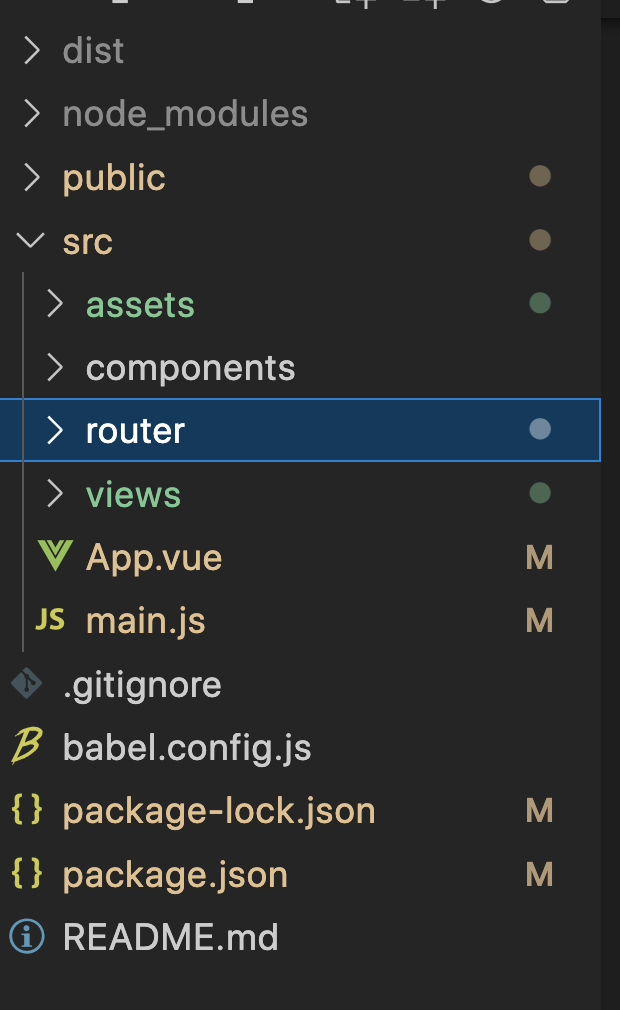 dist
node_modules
public
src
assets
components
router
views
App.vue M
JS main.js M
.gitignore
babel.config.js
{} package-lock.json M
{} package.json M
README.md